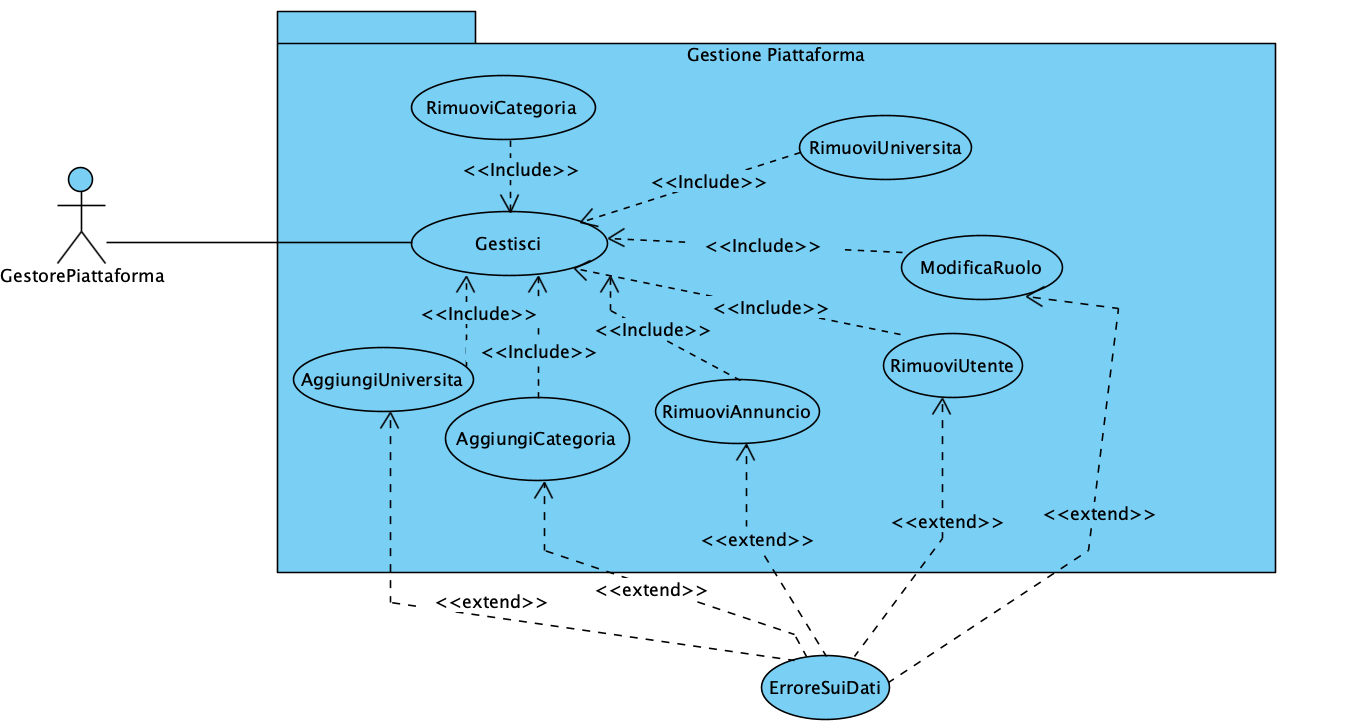 Gestione Piattaforma
RimuoviCategoria
RimuoviUniversita
<<Include>>
<<Include>>
Gestisci
<<Include>>
ModificaRuolo
GestorePiattaforma
<<Include>>
<<Include>>
<<Include>>
<<Include>>
AggiungiUniversita
RimuoviUtente
RimuoviAnnuncio
AggiungiCategoria
<<extend>>
<<extend>>
<<extend>>
<<extend>>
<<extend>>
ErroreSuiDati